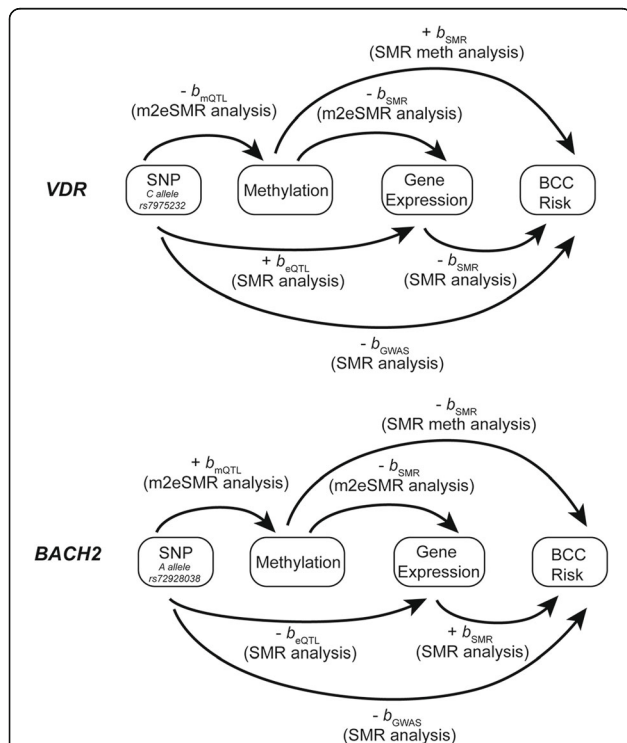 + bSMR
(SMR meth analysis)
- bmQTL
(m2eSMR analysis)
- bSMR
(m2eSMR analysis)
VDR
SNP
C allele
rs7975232
Methylation
Gene
Expression
BCC
Risk
+ beQTL
(SMR analysis)
- bSMR
(SMR analysis)
- bGWAS
(SMR analysis)
- bSMR
(SMR meth analysis)
+ bmQTL
(m2eSMR analysis)
- bSMR
(m2eSMR analysis)
BACH2
SNP
A allele
rs72928038
Methylation
Gene
Expression
BCC
Risk
- beQTL
(SMR analysis)
+ bSMR
(SMR analysis)
- bGWAS
(SMR analysis)